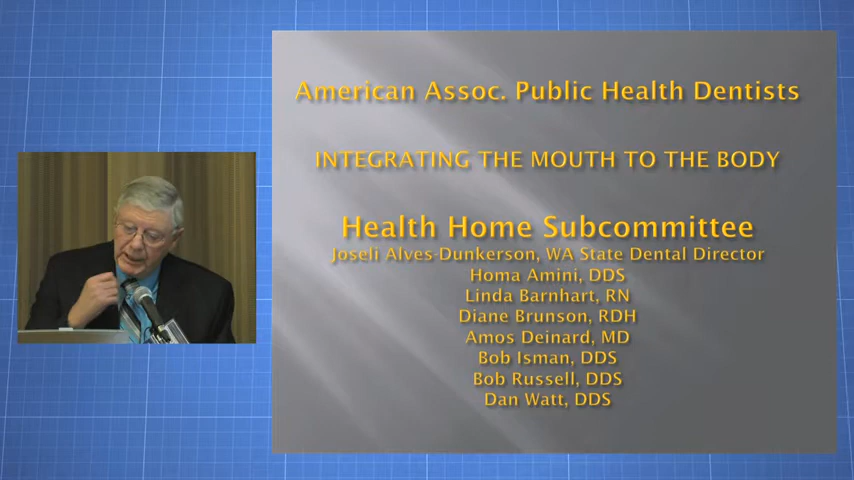 American Assoc. Public Health Dentists
INTEGRATING THE MOUTH TO THE BODY
Health Home Subcommittee
Joseli Alves-Dunkerson, WA State Dental Director
Homa Amini, DDS
Linda Barnhart, RN
Diane Brunson, RDH
Amos Deinard, MD
Bob Isman, DDS
Bob Russell, DDS
Dan Watt, DDS